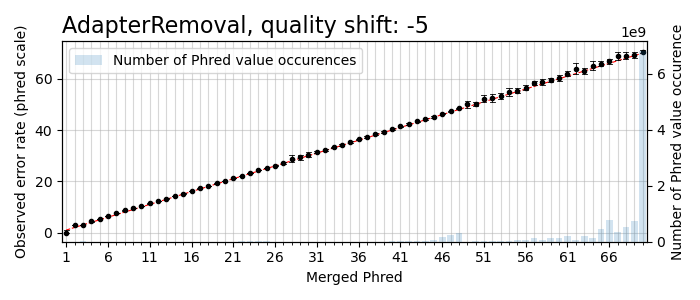 AdapterRemoval, quality shift: -5
1e9
Number of Phred value occurences
Observed error rate (phred scale)
60
40
20
0
6
4
2
0
Number of Phred value occurence
1 6 11 16 21 26 31 36 41 46 51 56 61 66
Merged Phred